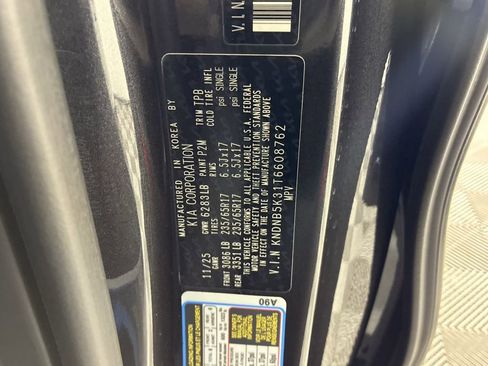 MANUFACTURED IN KOREA BY
KIA CORPORATION
11/25 GVWR 6283LB PAINT P2M TRIM TPB
GAWR TIRES RIMS COLD TIRE INFL
FRONT 3086LB 235/65R17 6.5Jx17 psi SINGLE
REAR 3351LB 235/65R17 6.5Jx17 psi SINGLE
THIS VEHICLE CONFORMS TO ALL APPLICABLE U.S.A. FEDERAL
MOTOR VEHICLE SAFETY AND THEFT PREVENTION STANDARDS
IN EFFECT ON THE DATE OF MANUFACTURE SHOWN ABOVE
V.I.N KNDNB5K31T6608762
MPV
V.I.N
A90